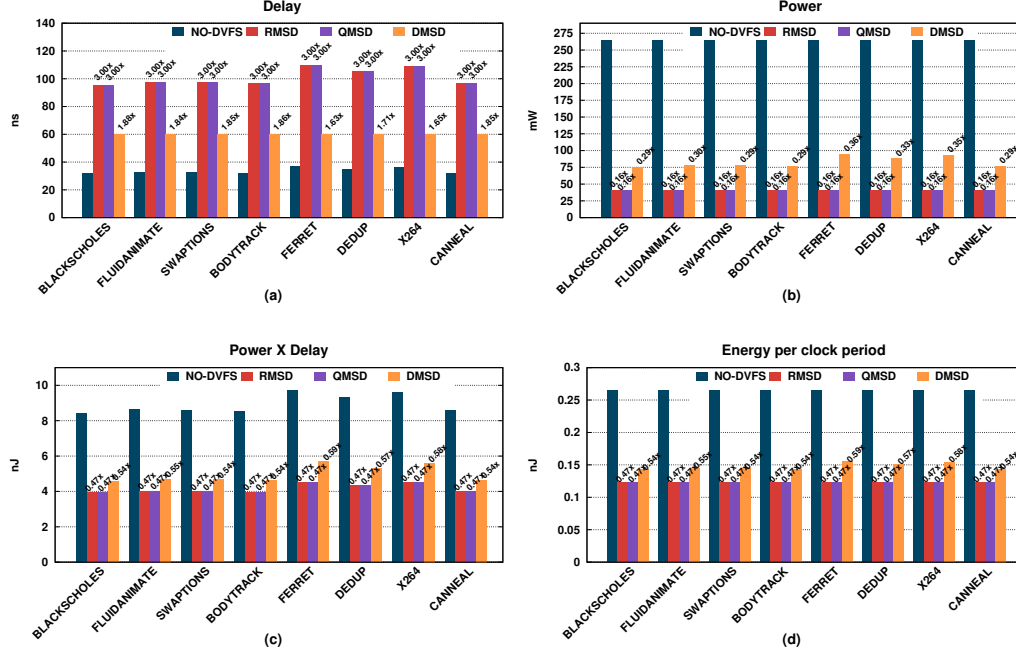 Delay
NO-DVFS RMSD QMSD DMSD
140
120
100
80
60
40
20
0
ns
3.00x 3.00x 1.88x
3.00x 3.00x 1.84x
3.00x 3.00x 1.85x
3.00x 3.00x 1.86x
3.00x 3.00x 1.63x
3.00x 3.00x 1.71x
3.00x 3.00x 1.65x
3.00x 3.00x 1.85x
BLACKSCHOLES
FLUIDANIMATE
SWAPTIONS
BODYTRACK
FERRET
DEDUP
X264
CANNEAL
(a)
Power
NO-DVFS RMSD QMSD DMSD
275
250
225
200
175
150
125
100
75
50
25
0
mW
0.16x 0.16x 0.29x
0.16x 0.16x 0.30x
0.16x 0.16x 0.29x
0.16x 0.16x 0.29x
0.16x 0.16x 0.36x
0.16x 0.16x 0.33x
0.16x 0.16x 0.35x
0.16x 0.16x 0.29x
BLACKSCHOLES
FLUIDANIMATE
SWAPTIONS
BODYTRACK
FERRET
DEDUP
X264
CANNEAL
(b)
Power X Delay
NO-DVFS RMSD QMSD DMSD
10
8
6
4
2
0
nJ
0.47x 0.47x 0.54x
0.47x 0.47x 0.55x
0.47x 0.47x 0.54x
0.47x 0.47x 0.54x
0.47x 0.47x 0.59x
0.47x 0.47x 0.57x
0.47x 0.47x 0.58x
0.47x 0.47x 0.54x
BLACKSCHOLES
FLUIDANIMATE
SWAPTIONS
BODYTRACK
FERRET
DEDUP
X264
CANNEAL
(c)
Energy per clock period
NO-DVFS RMSD QMSD DMSD
0.3
0.25
0.2
0.15
0.1
0.05
0
nJ
0.47x 0.47x 0.54x
0.47x 0.47x 0.55x
0.47x 0.47x 0.54x
0.47x 0.47x 0.54x
0.47x 0.47x 0.59x
0.47x 0.47x 0.57x
0.47x 0.47x 0.58x
0.47x 0.47x 0.54x
BLACKSCHOLES
FLUIDANIMATE
SWAPTIONS
BODYTRACK
FERRET
DEDUP
X264
CANNEAL
(d)